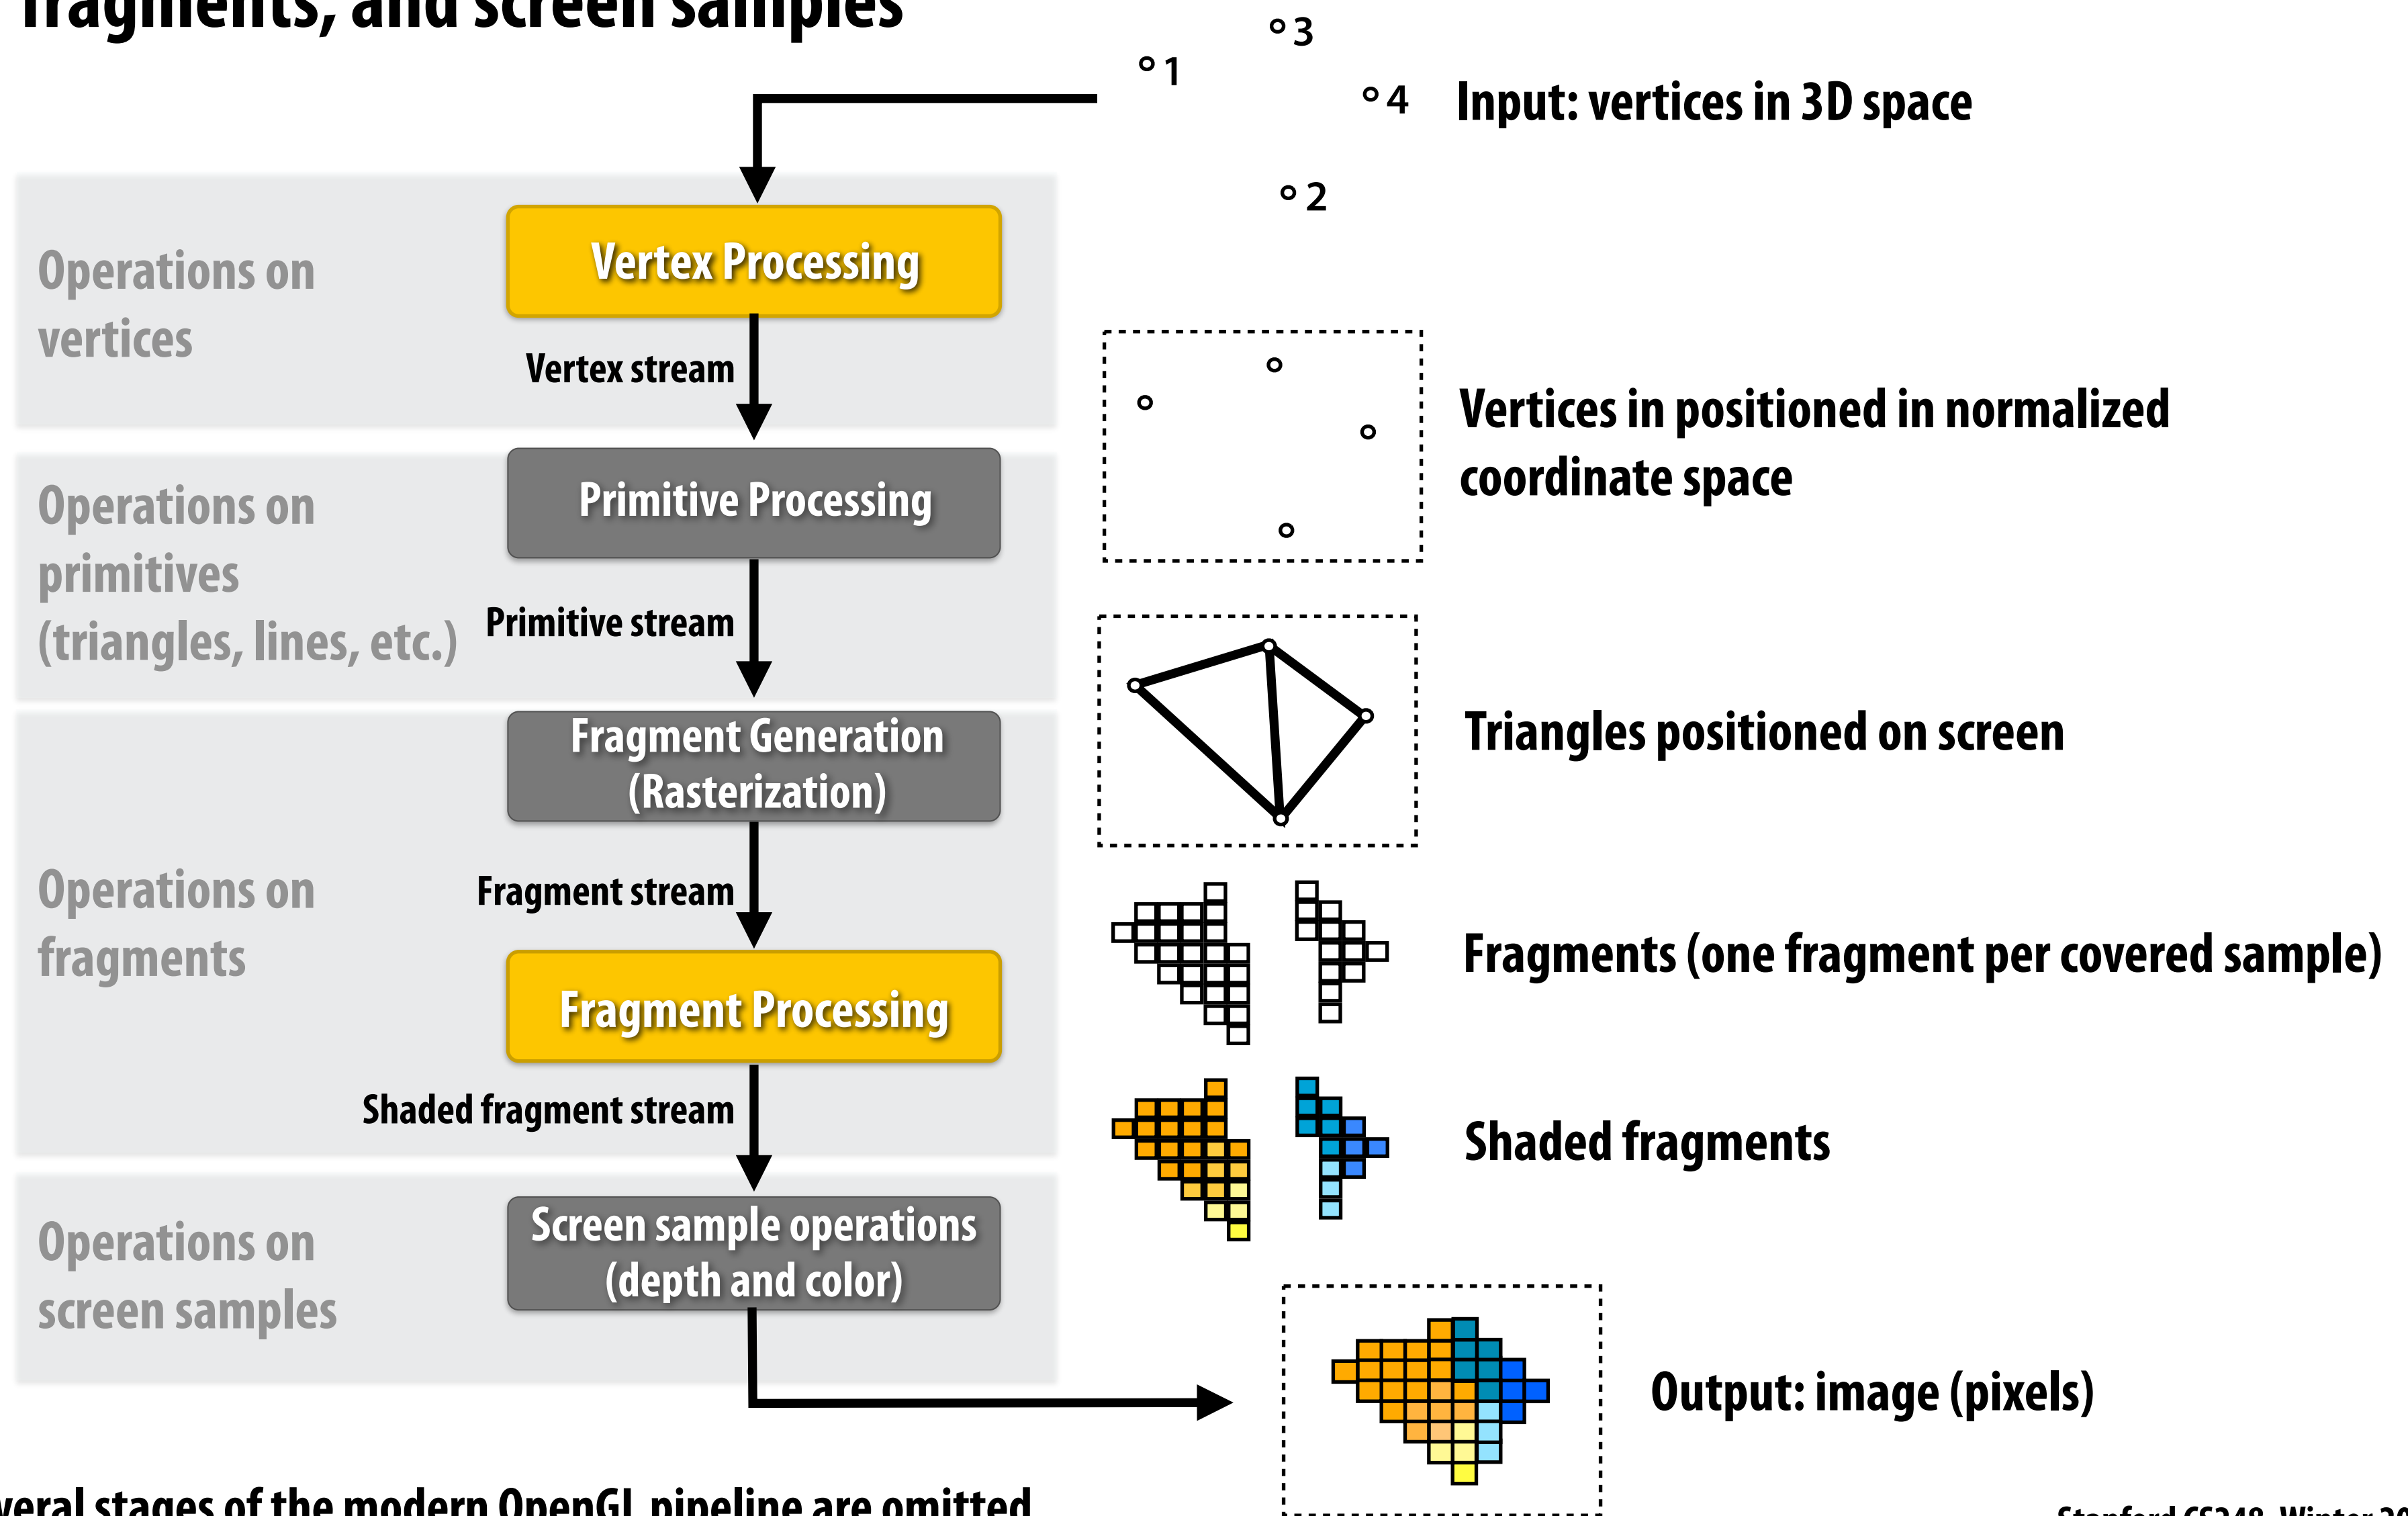 fragments, and screen samples
3
1
4
Input: vertices in 3D space
2
Operations on
vertices
Vertex Processing
Vertex stream
Vertices in positioned in normalized
coordinate space
Operations on
primitives
(triangles, lines, etc.)
Primitive Processing
Primitive stream
Triangles positioned on screen
Operations on
fragments
Fragment Generation
(Rasterization)
Fragment stream
Fragments (one fragment per covered sample)
Fragment Processing
Shaded fragment stream
Shaded fragments
Operations on
screen samples
Screen sample operations
(depth and color)
Output: image (pixels)
stages of the modern OpenGL pipeline are omitted
Stanford CS248, Winter